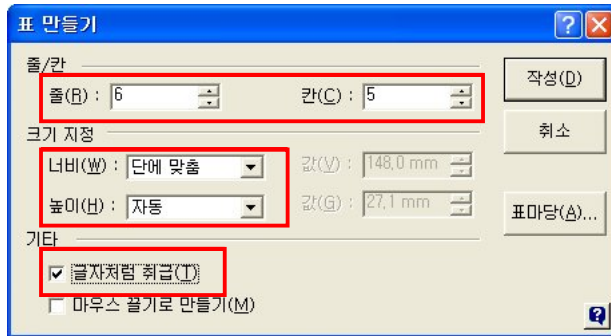 표 만들기
줄/칸
줄(R) : 6 칸(C) : 5
작성(D)
크기 지정
취소
너비(W) : 단에 맞춤 값(V) : 148,0 mm
높이(H) : 자동 값(G) : 27,1 mm
표마당(A)...
기타
글자처럼 취급(T)
마우스 끌기로 만들기(M)